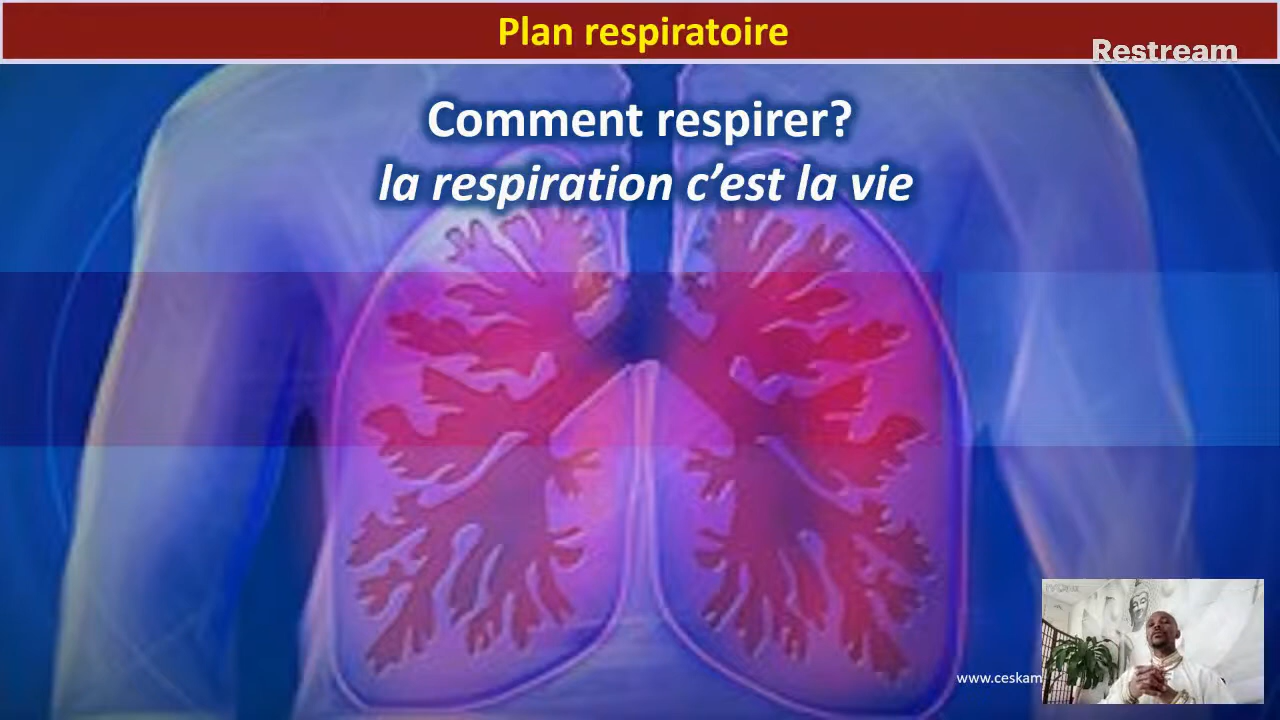 Plan respiratoire
Restream
Comment respirer?
la respiration c’est la vie
www.ceskam